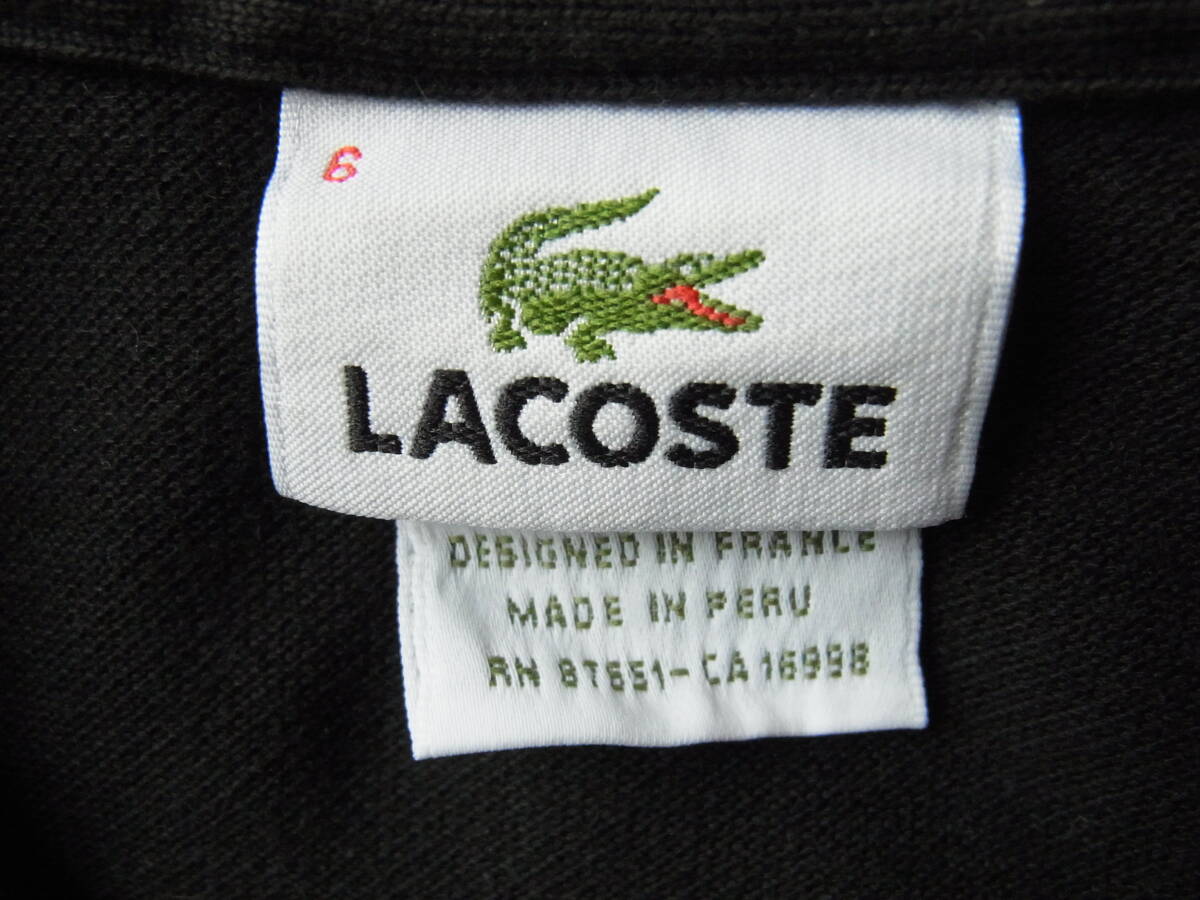 6
LACOSTE
DESIGNED IN FRANCE
MADE IN PERU
RN 87651-CA 16998